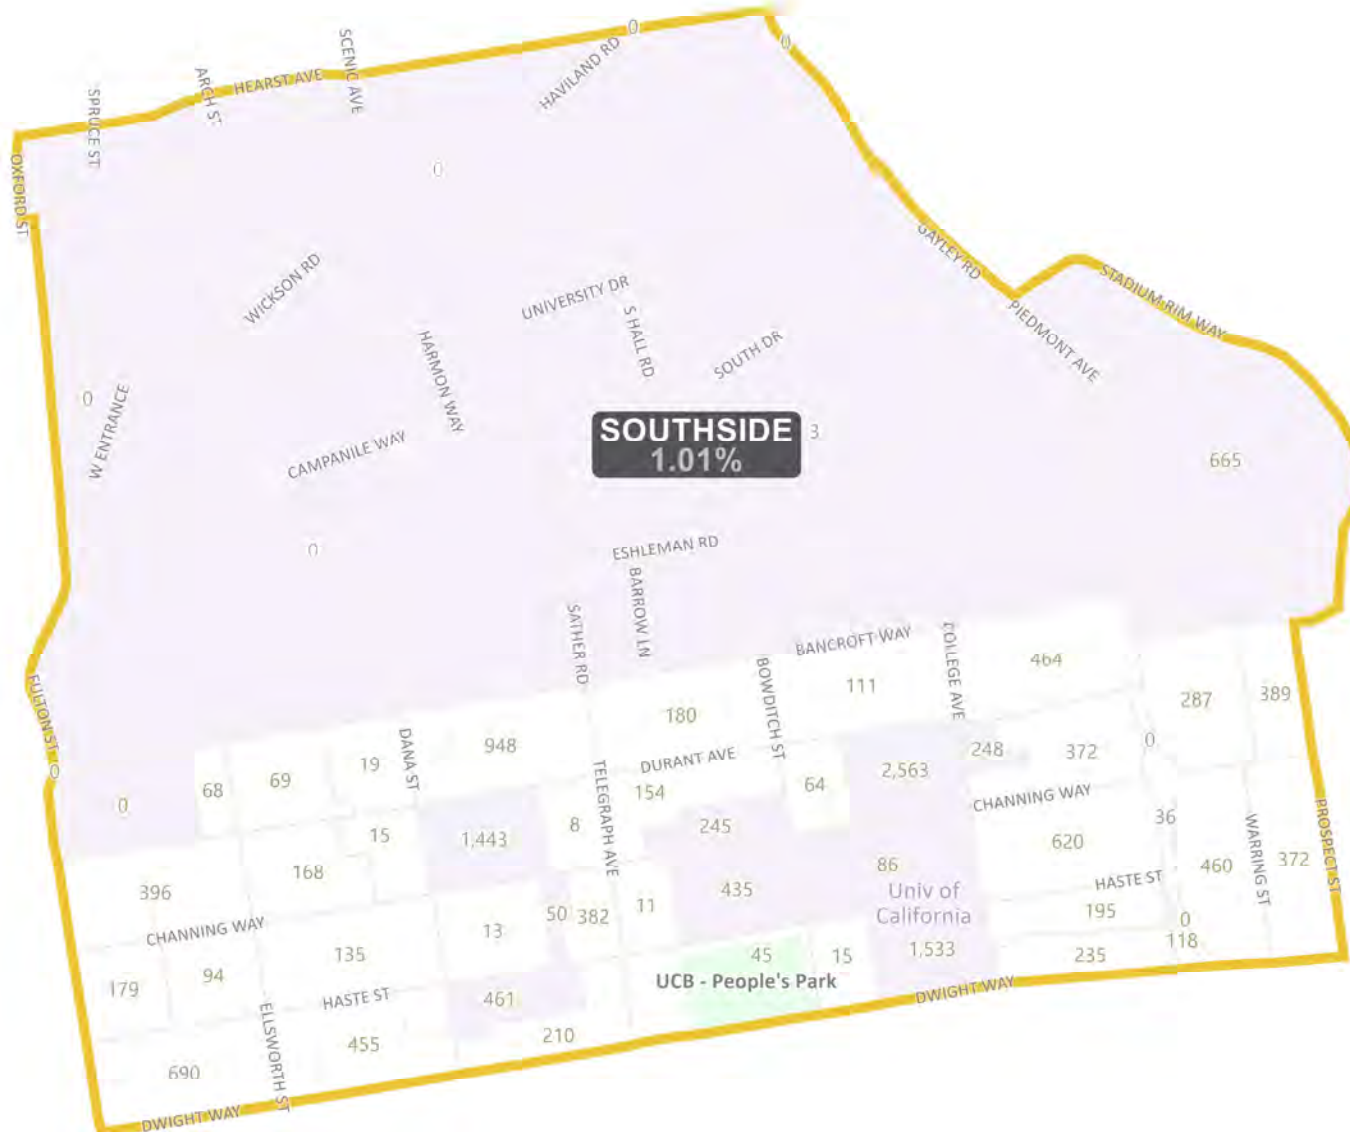 0
0
HAVILAND RD
SCENIC AVE
HEARST AVE
ARCH ST
SPRUCE ST
OXFORD ST
0
GAYLEY RD
STADIUM RIM WAY
PIEDMONT AVE
WICKSON RD
UNIVERSITY DR
S HALL RD
SOUTH DR
HARMON WAY
0
W ENTRANCE
CAMPANILE WAY
SOUTHSIDE
1.01%
3
665
0
ESHLEMAN RD
BARROW LN
SATHER RD
BANCROFT WAY
COLLEGE AVE
464
BOWDITCH ST
111
287
389
FULTON ST
180
DANA ST
948
0
248
372
DURANT AVE
2,563
0
19
69
68
0
TELEGRAPH AVE
154
64
CHANNING WAY
8
245
36
15
1,443
620
WARRING ST
PROSPECT ST
168
86
460
372
396
435
Univ of
California
HASTE ST
50
382
11
195
0
CHANNING WAY
13
118
135
45
15
1,533
235
94
179
UCB - People's Park
DWIGHT WAY
HASTE ST
461
ELLSWORTH ST
455
210
690
DWIGHT WAY